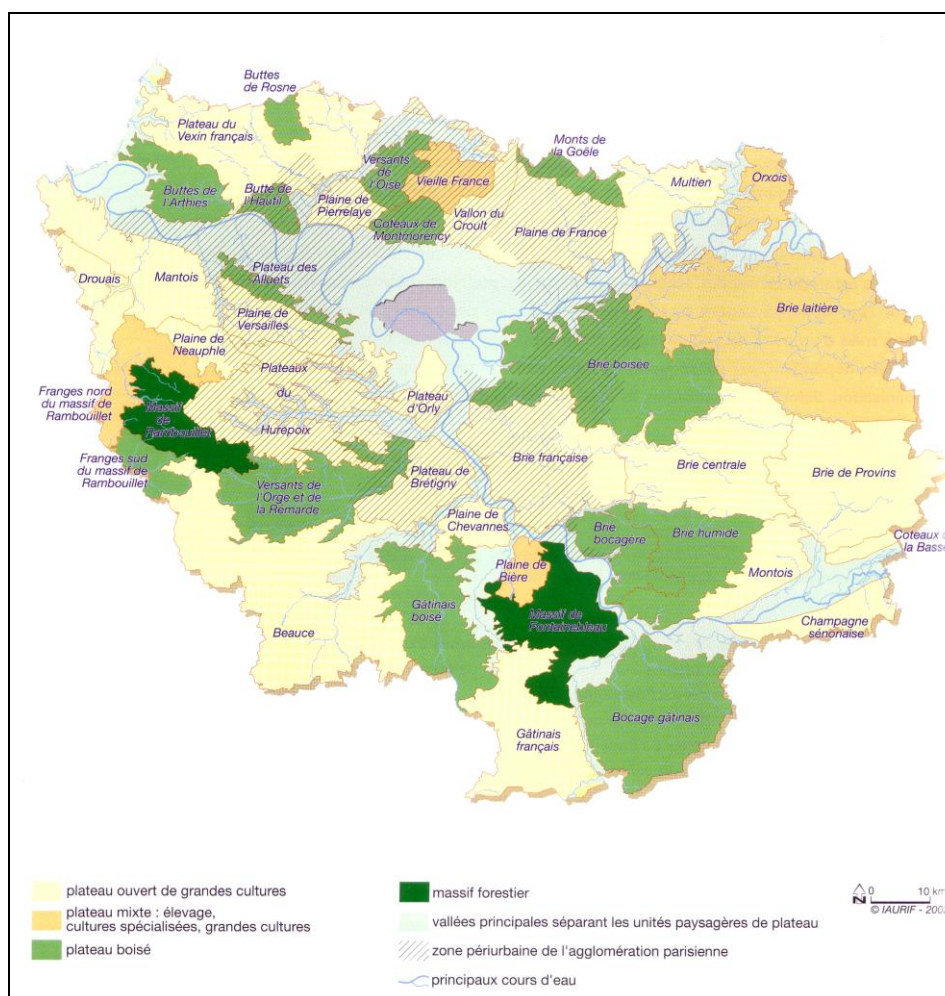 Buttes
de Rosne
Plateau du
Vexin français
Monts de
la Goële
Versants
de
l'Oise
Vieille France
Multien
Orxois
Buttes de
l'Arthies
Butte de
l'Hautil
Plaine de
Pierrelaye
Coteaux de
Montmorency
Vallon du
Croult
Plaine de France
Drouais
Mantois
Plateau des
Alluets
Plaine de
Versailles
Brie laitière
Plaine de
Neauphle
Plateaux
du
Hurepoix
Brie boisée
Franges nord
du massif de
Rambouillet
Massif
de
Rambouillet
Plateau
d'Orly
Franges sud
du massif de
Rambouillet
Versants de
l'Orge et de
la Rémarde
Plateau de
Brétigny
Brie française
Brie centrale
Brie de Provins
Plaine de
Chevannes
Brie
bocagère
Brie humide
Coteaux d
la Bassé
Plaine de
Bière
Montois
Gâtinais
boisé
Massif de
Fontainebleau
Champagne
sénonaise
Beauce
Bocage gâtinais
Gâtinais
français
plateau ouvert de grandes cultures
plateau mixte : élevage,
cultures spécialisées, grandes cultures
plateau boisé
massif forestier
vallées principales séparant les unités paysagères de plateau
zone périurbaine de l'agglomération parisienne
principaux cours d'eau
N
0 10 km
© IAURIF - 200